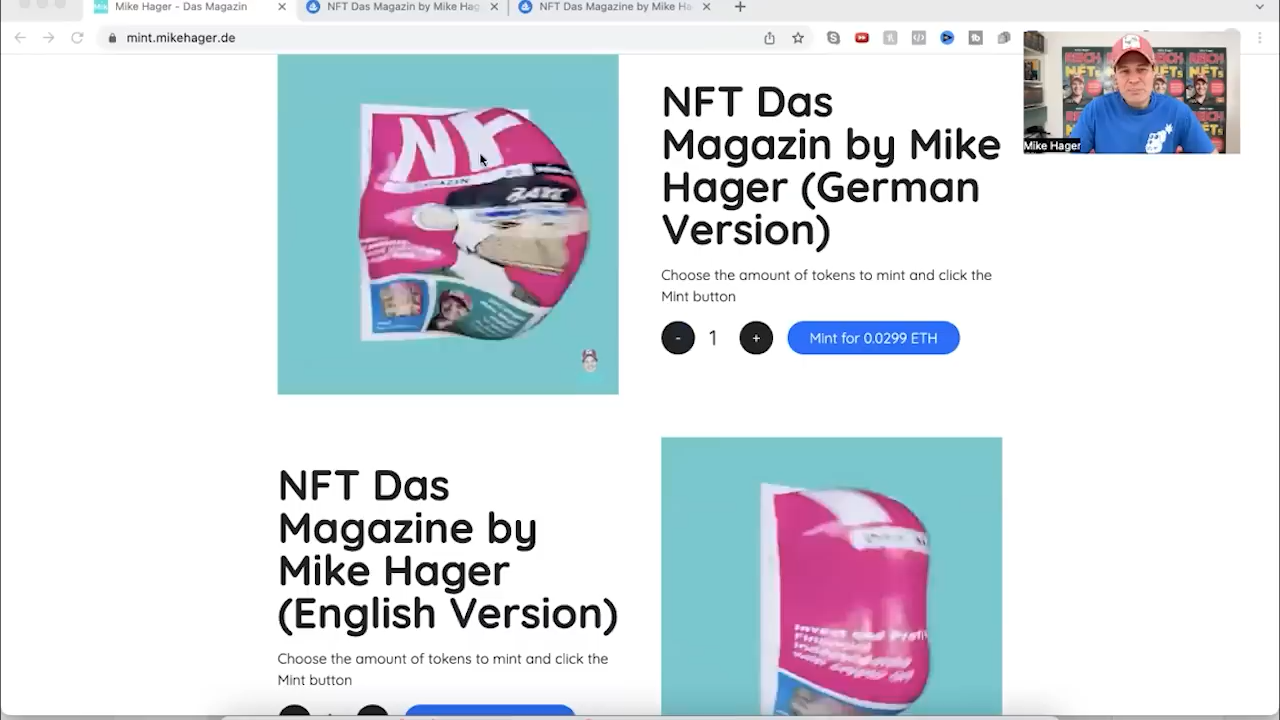 Mike Hager - Das Magazin
NFT Das Magazin by Mike Hag
NFT Das Magazine by Mike Ha
mint.mikehager.de
Mike Hager
REICH
NFTs
NFT Das
Magazin by Mike
Hager (German
Version)
Choose the amount of tokens to mint and click the
Mint button
-
1
+
Mint for 0.0299 ETH
NFT Das
Magazine by
Mike Hager
(English Version)
Choose the amount of tokens to mint and click the
Mint button